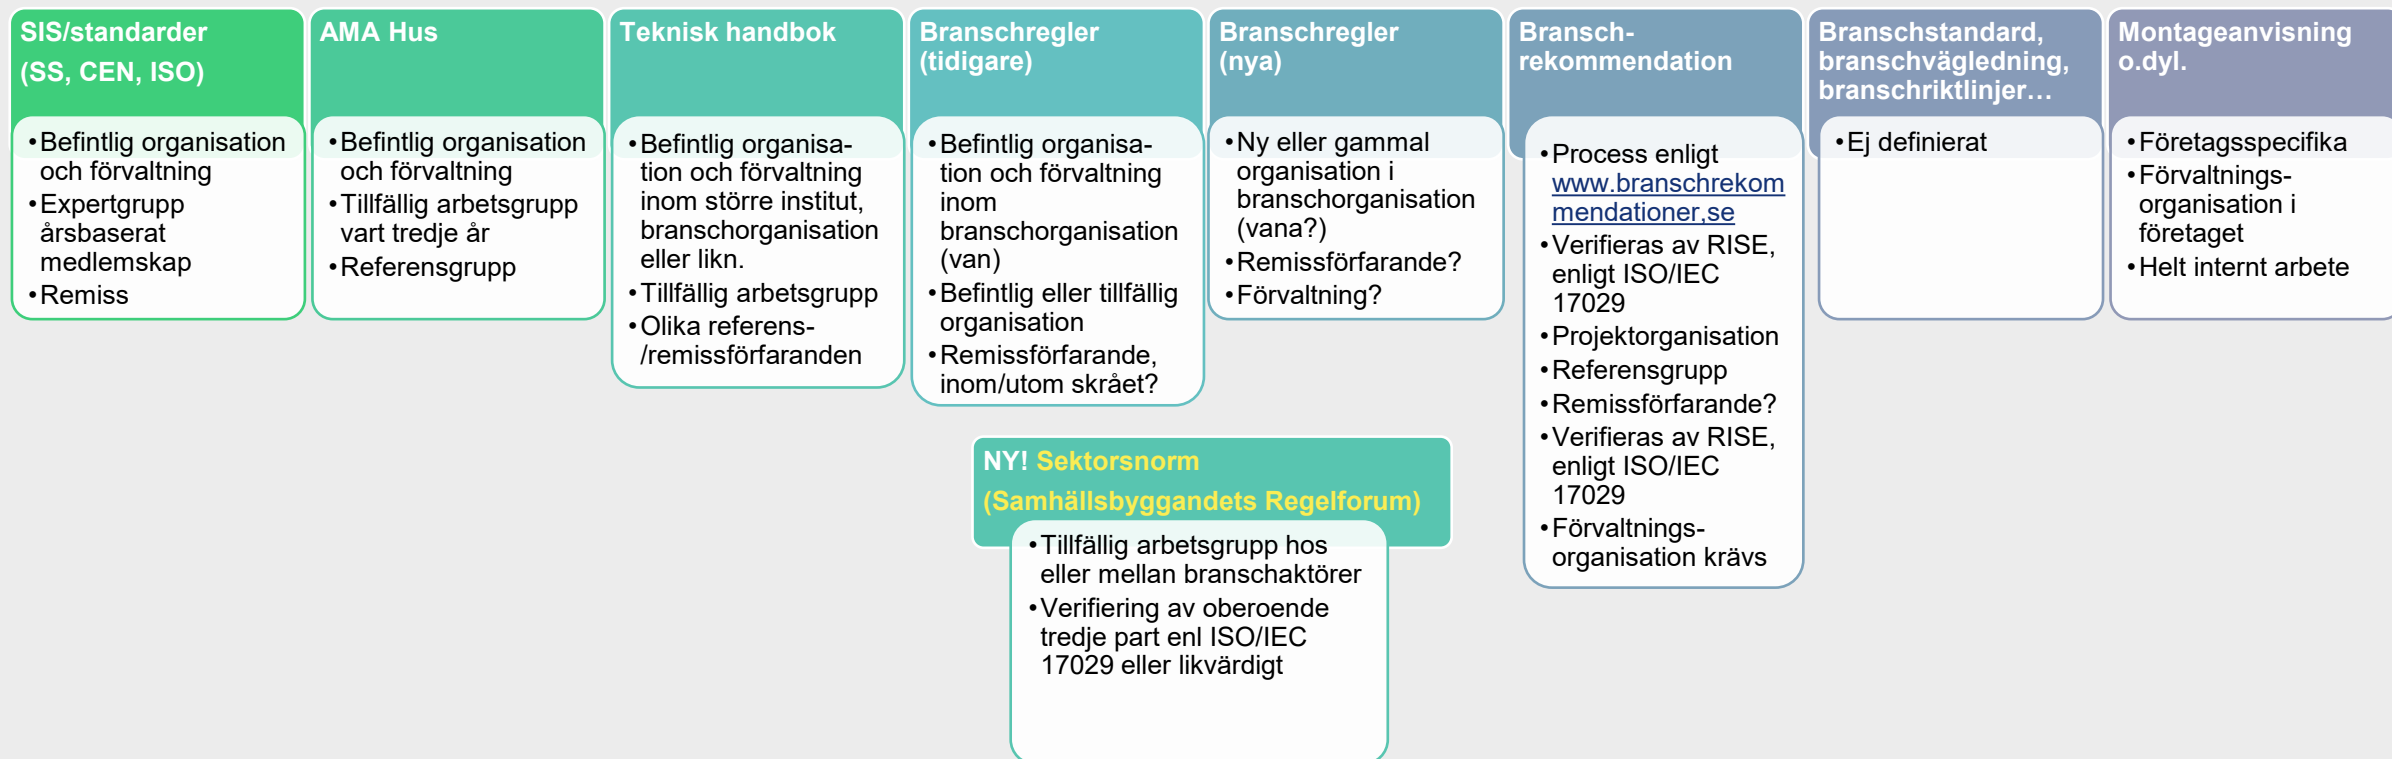 SIS/standarder
(SS, CEN, ISO)
•Befintlig organisation
och förvaltning
•Expertgrupp
årsbaserat
medlemskap
•Remiss
AMA Hus
•Befintlig organisation
och förvaltning
•Tillfällig arbetsgrupp
vart tredje år
•Referensgrupp
Teknisk handbok
•Befintlig organisa-
tion och förvaltning
inom större institut,
branschorganisation
eller likn.
•Tillfällig arbetsgrupp
•Olika referens-
/remissförfaranden
Branschregler
(tidigare)
•Befintlig organisa-
tion och förvaltning
inom
branschorganisation
(van)
•Befintlig eller tillfällig
organisation
•Remissförfarande,
inom/utom skrået?
Branschregler
(nya)
•Ny eller gammal
organisation i
branschorganisation
(vana?)
•Remissförfarande?
•Förvaltning?
Bransch-
rekommendation
•Process enligt
www.branschrekom
mendationer,se
•Verifieras av RISE,
enligt ISO/IEC
17029
•Projektorganisation
•Referensgrupp
•Remissförfarande?
•Verifieras av RISE,
enligt ISO/IEC
17029
•Förvaltnings-
organisation krävs
Branschstandard,
branschvägledning,
branschriktlinjer…
•Ej definierat
Montageanvisning
o.dyl.
•Företagsspecifika
•Förvaltnings-
organisation i
företaget
•Helt internt arbete
NY! Sektorsnorm
(Samhällsbyggandets Regelforum)
•Tillfällig arbetsgrupp hos
eller mellan branschaktörer
•Verifiering av oberoende
tredje part enl ISO/IEC
17029 eller likvärdigt